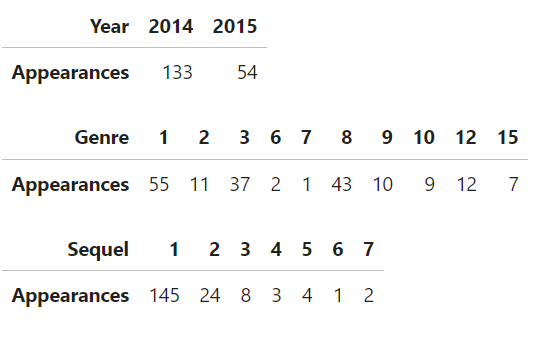 Year 2014 2015
Appearances 133 54
Genre 1 2 3 6 7 8 9 10 12 15
Appearances 55 11 37 2 1 43 10 9 12 7
Sequel 1 2 3 4 5 6 7
Appearances 145 24 8 3 4 1 2